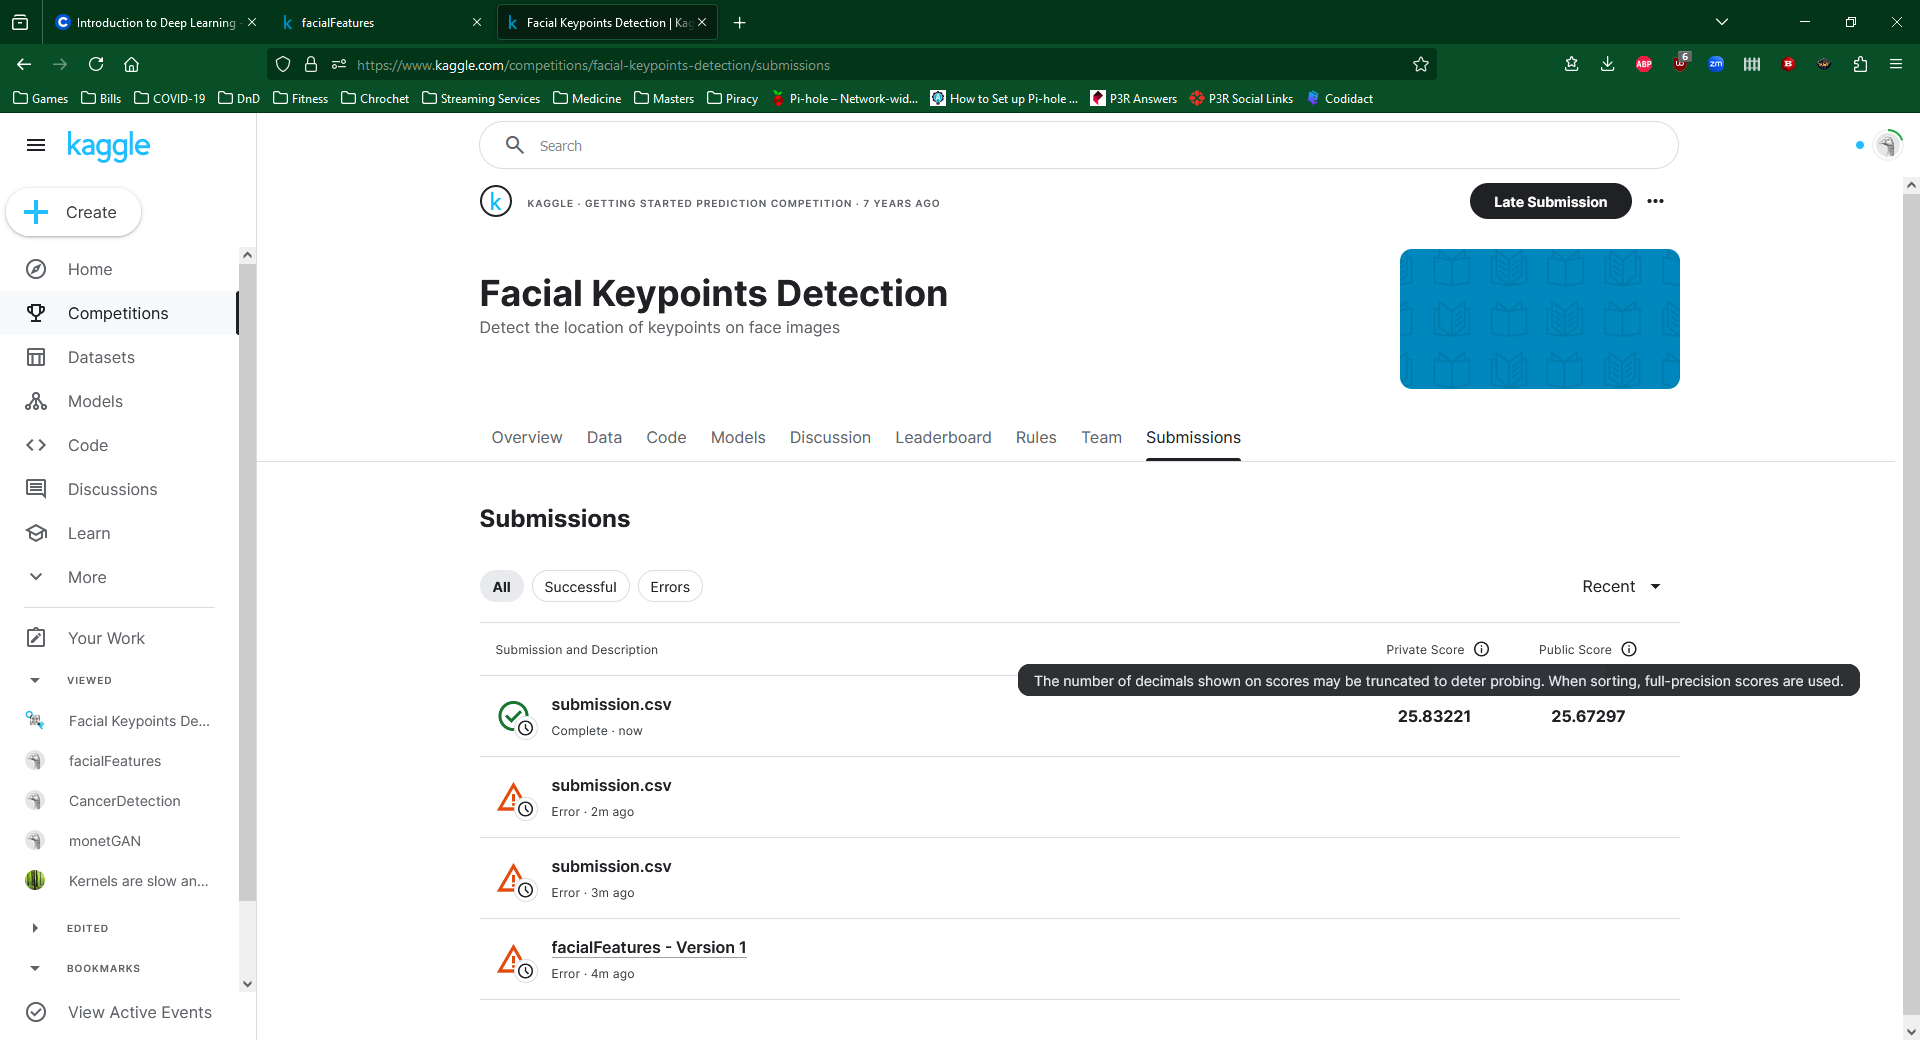 Introduction to Deep Learning -
facialFeatures
Facial Keypoints Detection | Kag
https://www.kaggle.com/competitions/facial-keypoints-detection/submissions
ABP
6
zm
B
Games
Bills
COVID-19
DnD
Fitness
Chrochet
Streaming Services
Medicine
Masters
Piracy
Pi-hole – Network-wid...
How to Set up Pi-hole ...
P3R Answers
P3R Social Links
Codidact
kaggle
Search
Create
k
KAGGLE · GETTING STARTED PREDICTION COMPETITION · 7 YEARS AGO
Late Submission
Home
Competitions
Datasets
Models
Code
Discussions
Learn
More
Your Work
VIEWED
Facial Keypoints De...
facialFeatures
CancerDetection
monetGAN
Kernels are slow an...
EDITED
BOOKMARKS
View Active Events
Facial Keypoints Detection
Detect the location of keypoints on face images
Overview Data Code Models Discussion Leaderboard Rules Team Submissions
Submissions
All Successful Errors
Recent
Submission and Description Private Score Public Score
The number of decimals shown on scores may be truncated to deter probing. When sorting, full-precision scores are used.
submission.csv
Complete · now
25.83221 25.67297
submission.csv
Error · 2m ago
submission.csv
Error · 3m ago
facialFeatures - Version 1
Error · 4m ago